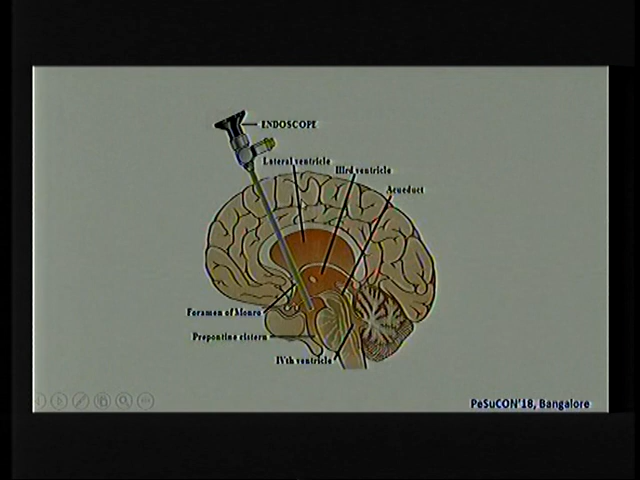 ENDOSCOPE
Lateral ventricle
IIIrd ventricle
Aqueduct
Foramen of Monro
Prepontine cistern
IVth ventricle
PeSuCON'18, Bangalore